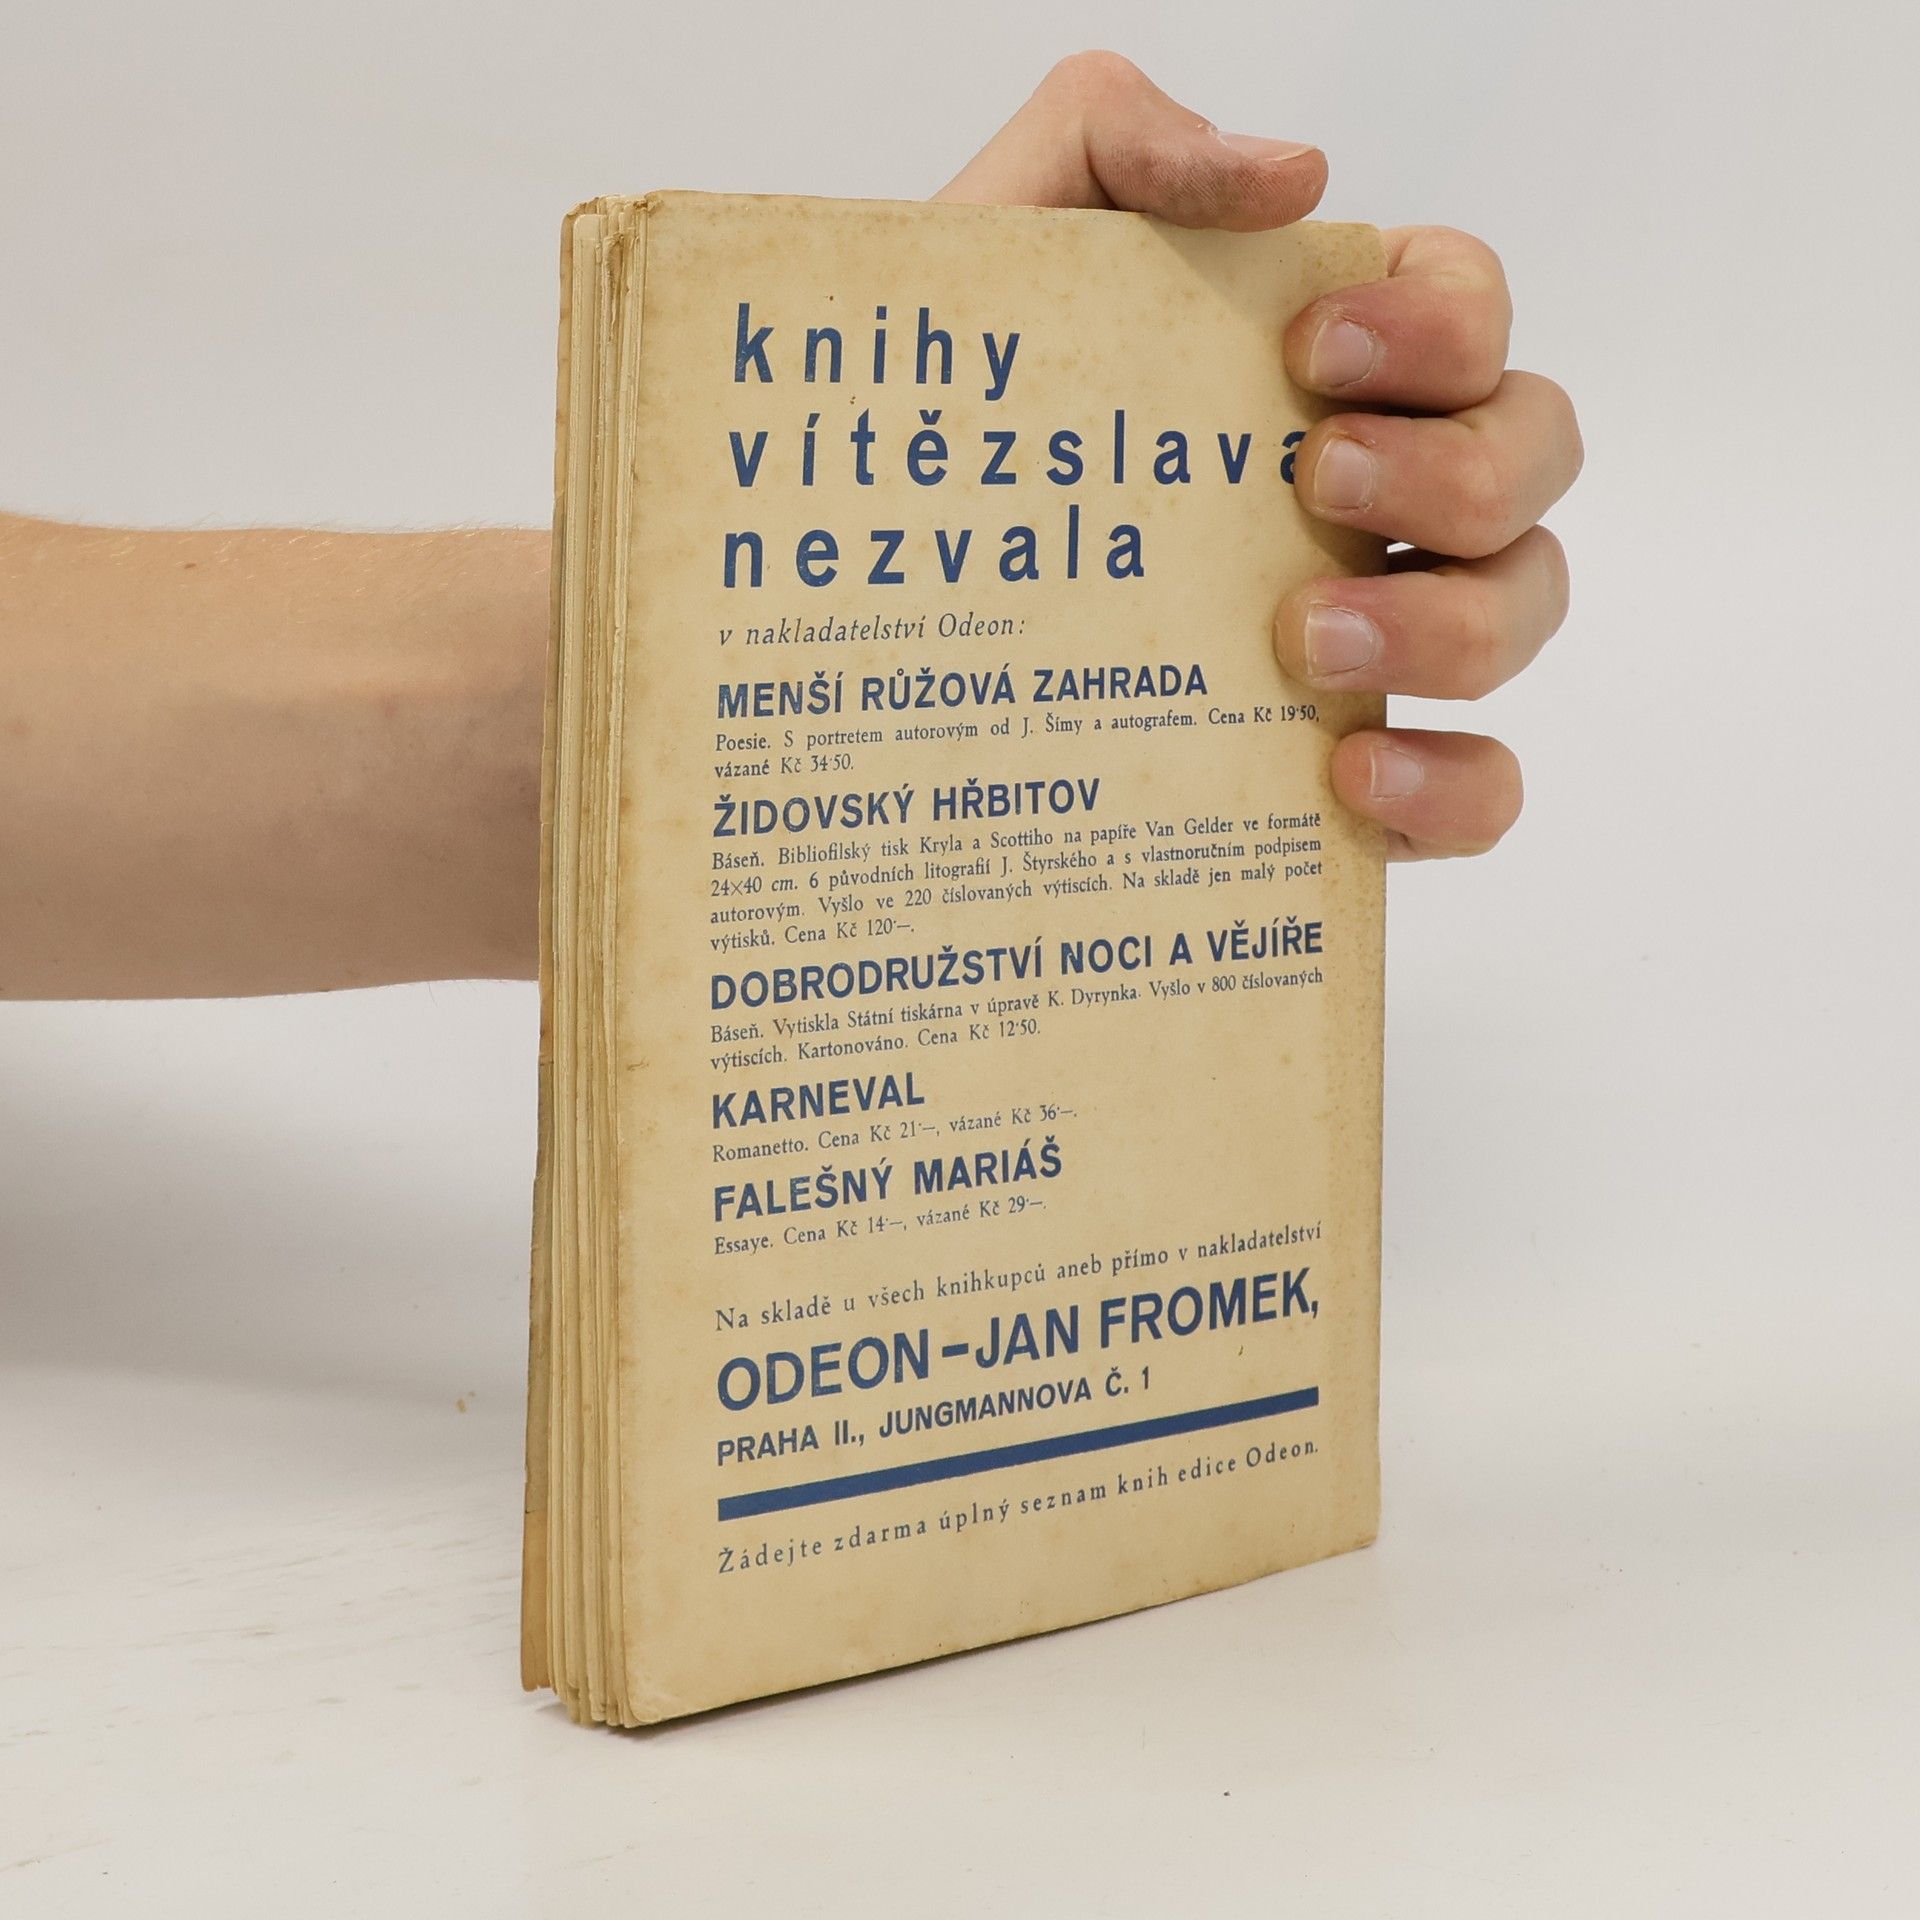 knihy
vítězslava
nezvala
v nakladatelství Odeon:
MENŠÍ RŮŽOVÁ ZAHRADA
Poesie. S portretem autorovým od J. Šímy a autografem. Cena Kč 19·50,
vázané Kč 34·50.
ŽIDOVSKÝ HŘBITOV
Báseň. Bibliofilský tisk Kryla a Scottiho na papíře Van Gelder ve formátě
24×40 cm. 6 původních litografií J. Štyrského a s vlastnoručním podpisem
autorovým. Vyšlo ve 220 číslovaných výtiscích. Na skladě jen malý počet
výtisků. Cena Kč 120·—.
DOBRODRUŽSTVÍ NOCI A VĚJÍŘE
Báseň. Vytiskla Státní tiskárna v úpravě K. Dyrynka. Vyšlo v 800 číslovaných
výtiscích. Kartonováno. Cena Kč 12·50.
KARNEVAL
Romanetto. Cena Kč 21·—, vázané Kč 36·—.
FALEŠNÝ MARIÁŠ
Essaye. Cena Kč 14·—, vázané Kč 29·—.
Na skladě u všech knihkupců aneb přímo v nakladatelství
ODEON–JAN FROMEK,
PRAHA II., JUNGMANNOVA Č. 1
Žádejte zdarma úplný seznam knih edice Odeon.